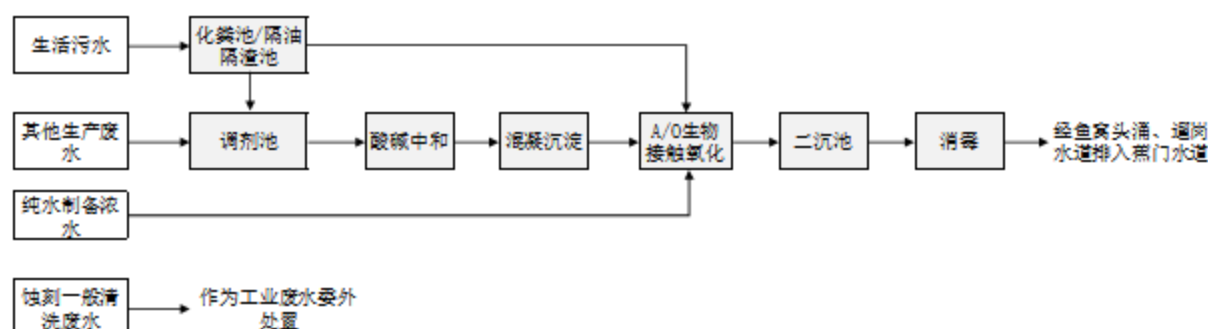 生活污水
化粪池/隔油
隔渣池
其他生产废
水
调剂池
酸碱中和
混凝沉淀
A/O生物
接触氧化
二沉池
消毒
经鱼窝头涌、遛岗
水道排入蕉门水道
纯水制备浓
水
蚀刻一般清
洗废水
作为工业废水委外
处置